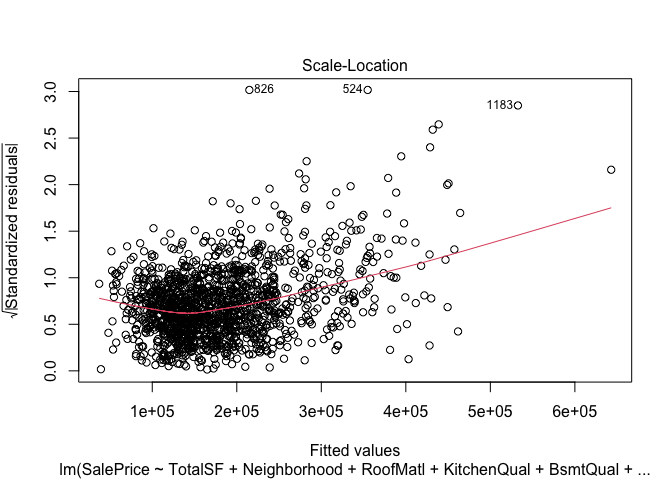 Scale-Location
√|Standardized residuals|
3.0
2.5
2.0
1.5
1.0
0.5
0.0
826
524
1183
1e+05 2e+05 3e+05 4e+05 5e+05 6e+05
Fitted values
lm(SalePrice ~ TotalSF + Neighborhood + RoofMatl + KitchenQual + BsmtQual + ...